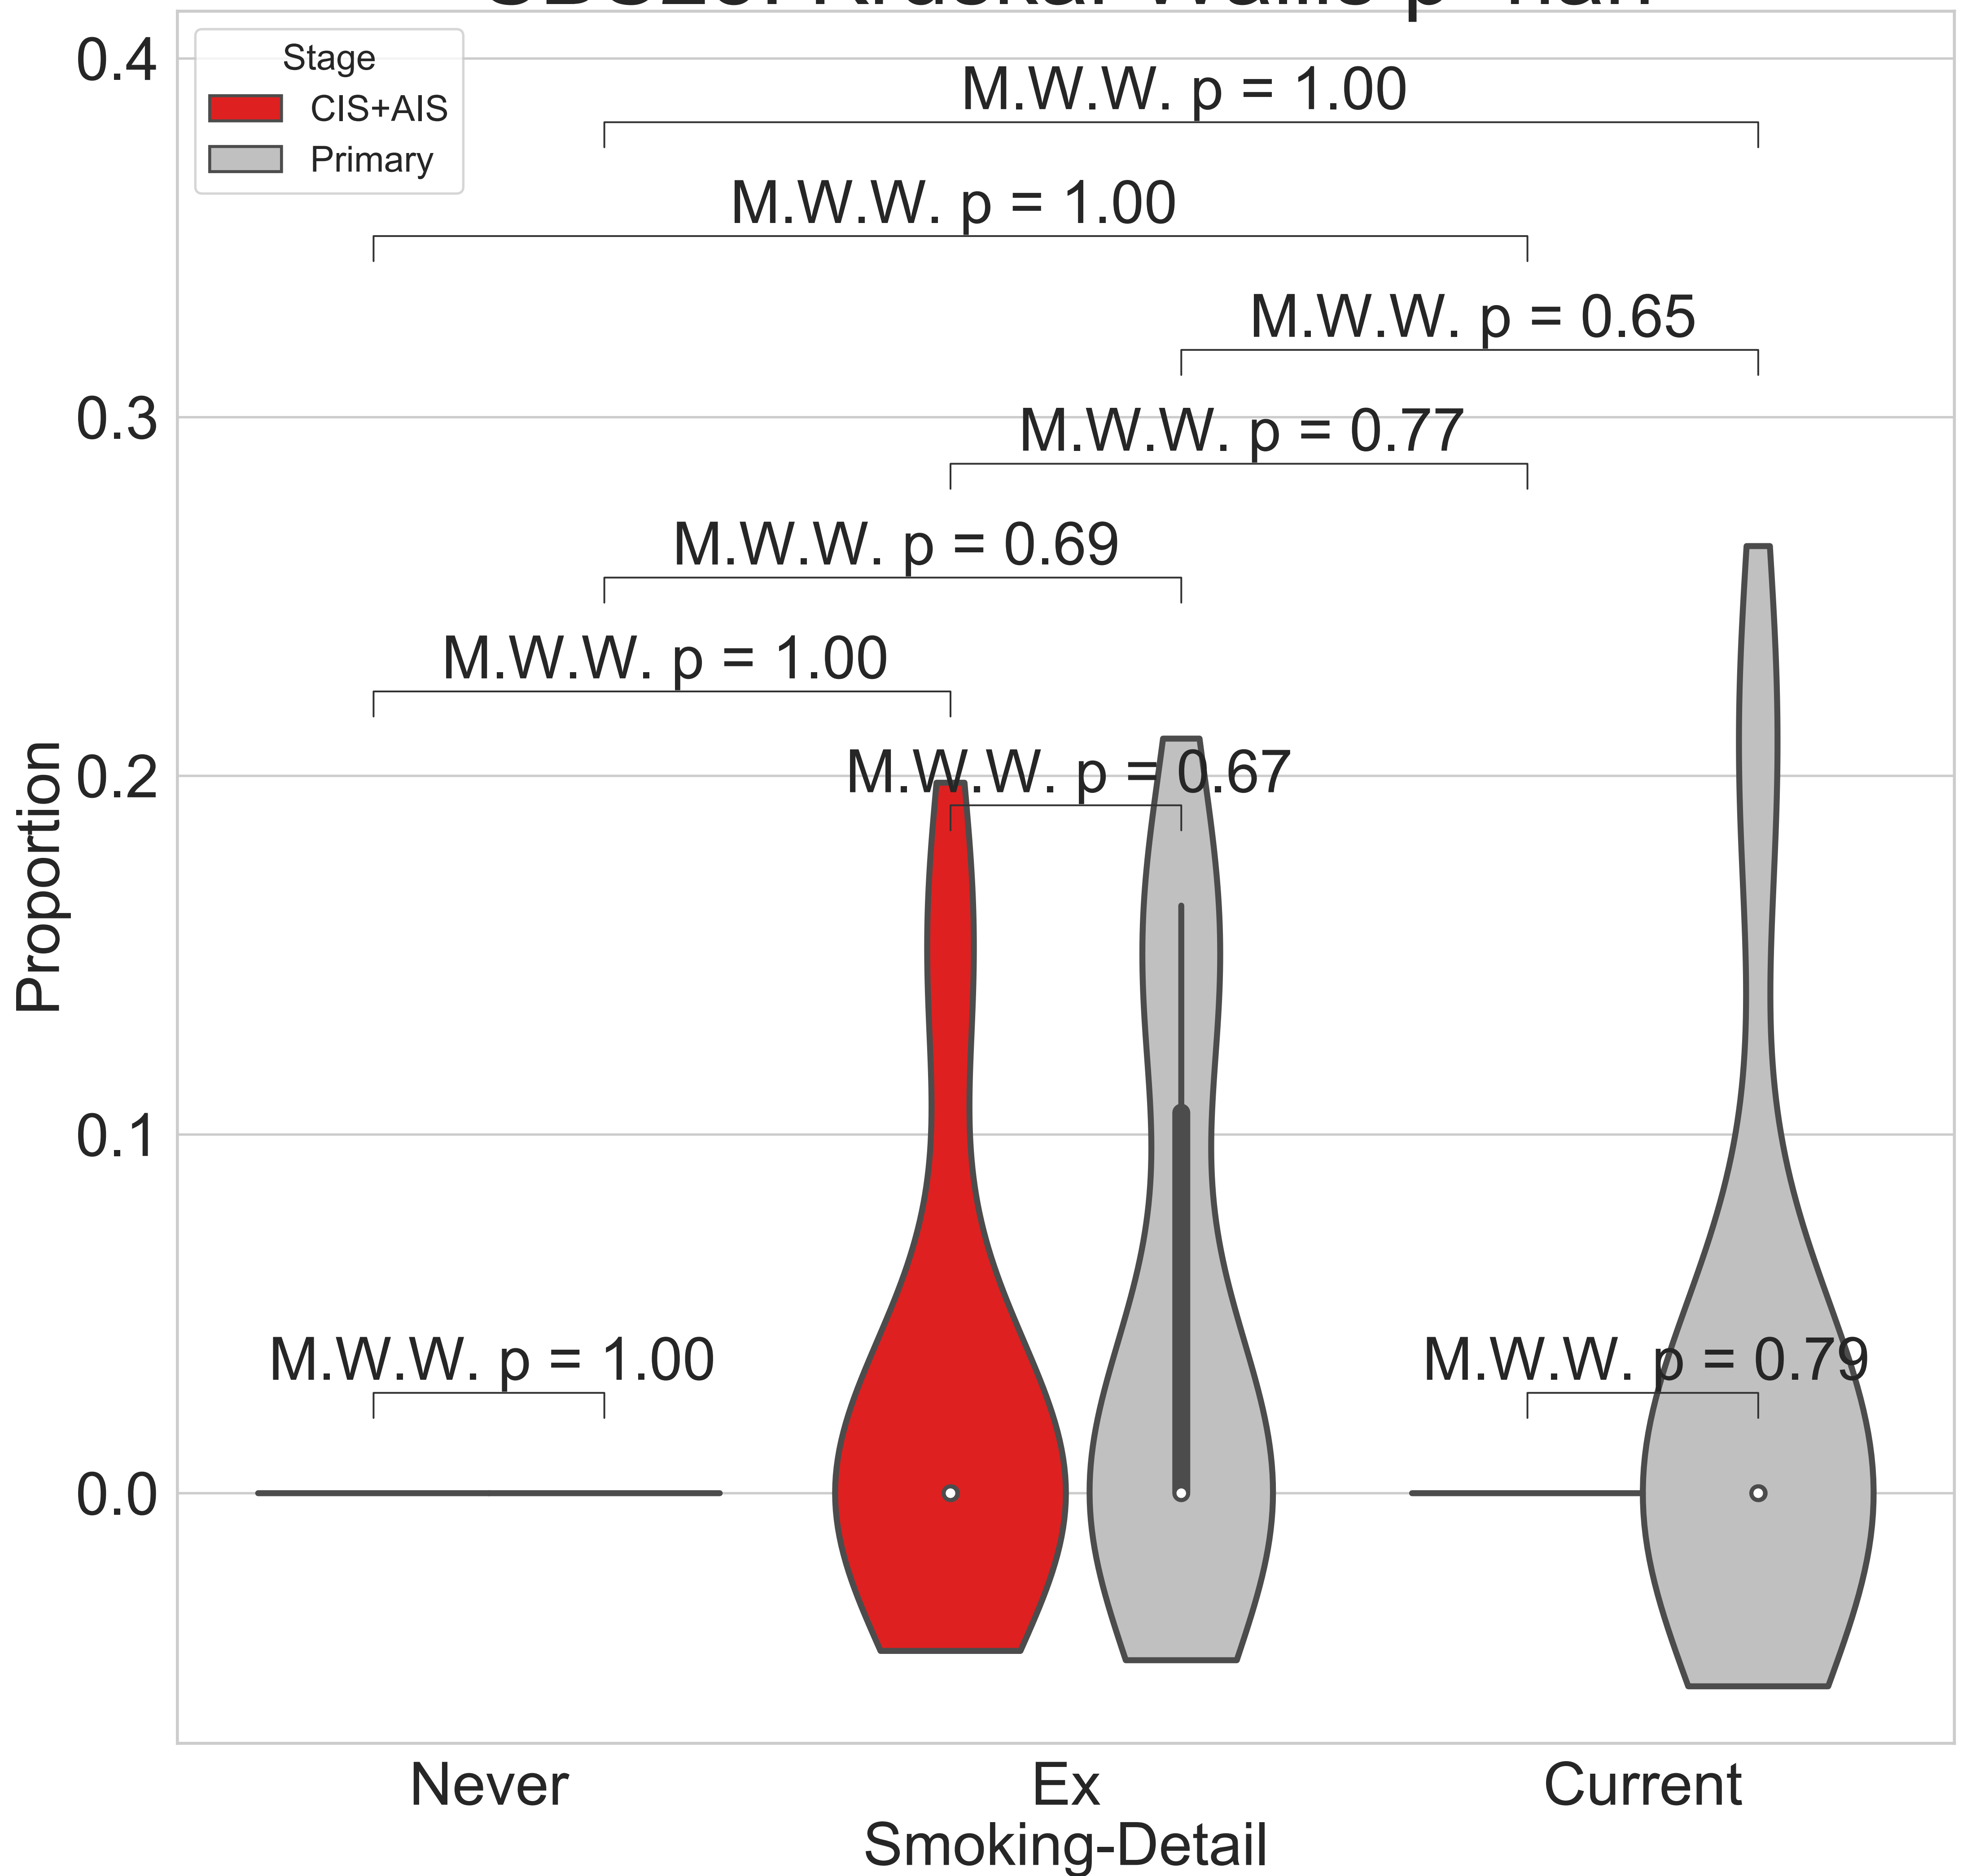 Stage
CIS+AIS
Primary
M.W.W. p = 1.00
M.W.W. p = 1.00
M.W.W. p = 0.65
M.W.W. p = 0.77
M.W.W. p = 0.69
M.W.W. p = 1.00
M.W.W. p = 0.67
M.W.W. p = 1.00
M.W.W. p = 0.79
0.4
0.3
0.2
0.1
0.0
Proportion
Never
Ex
Current
Smoking-Detail